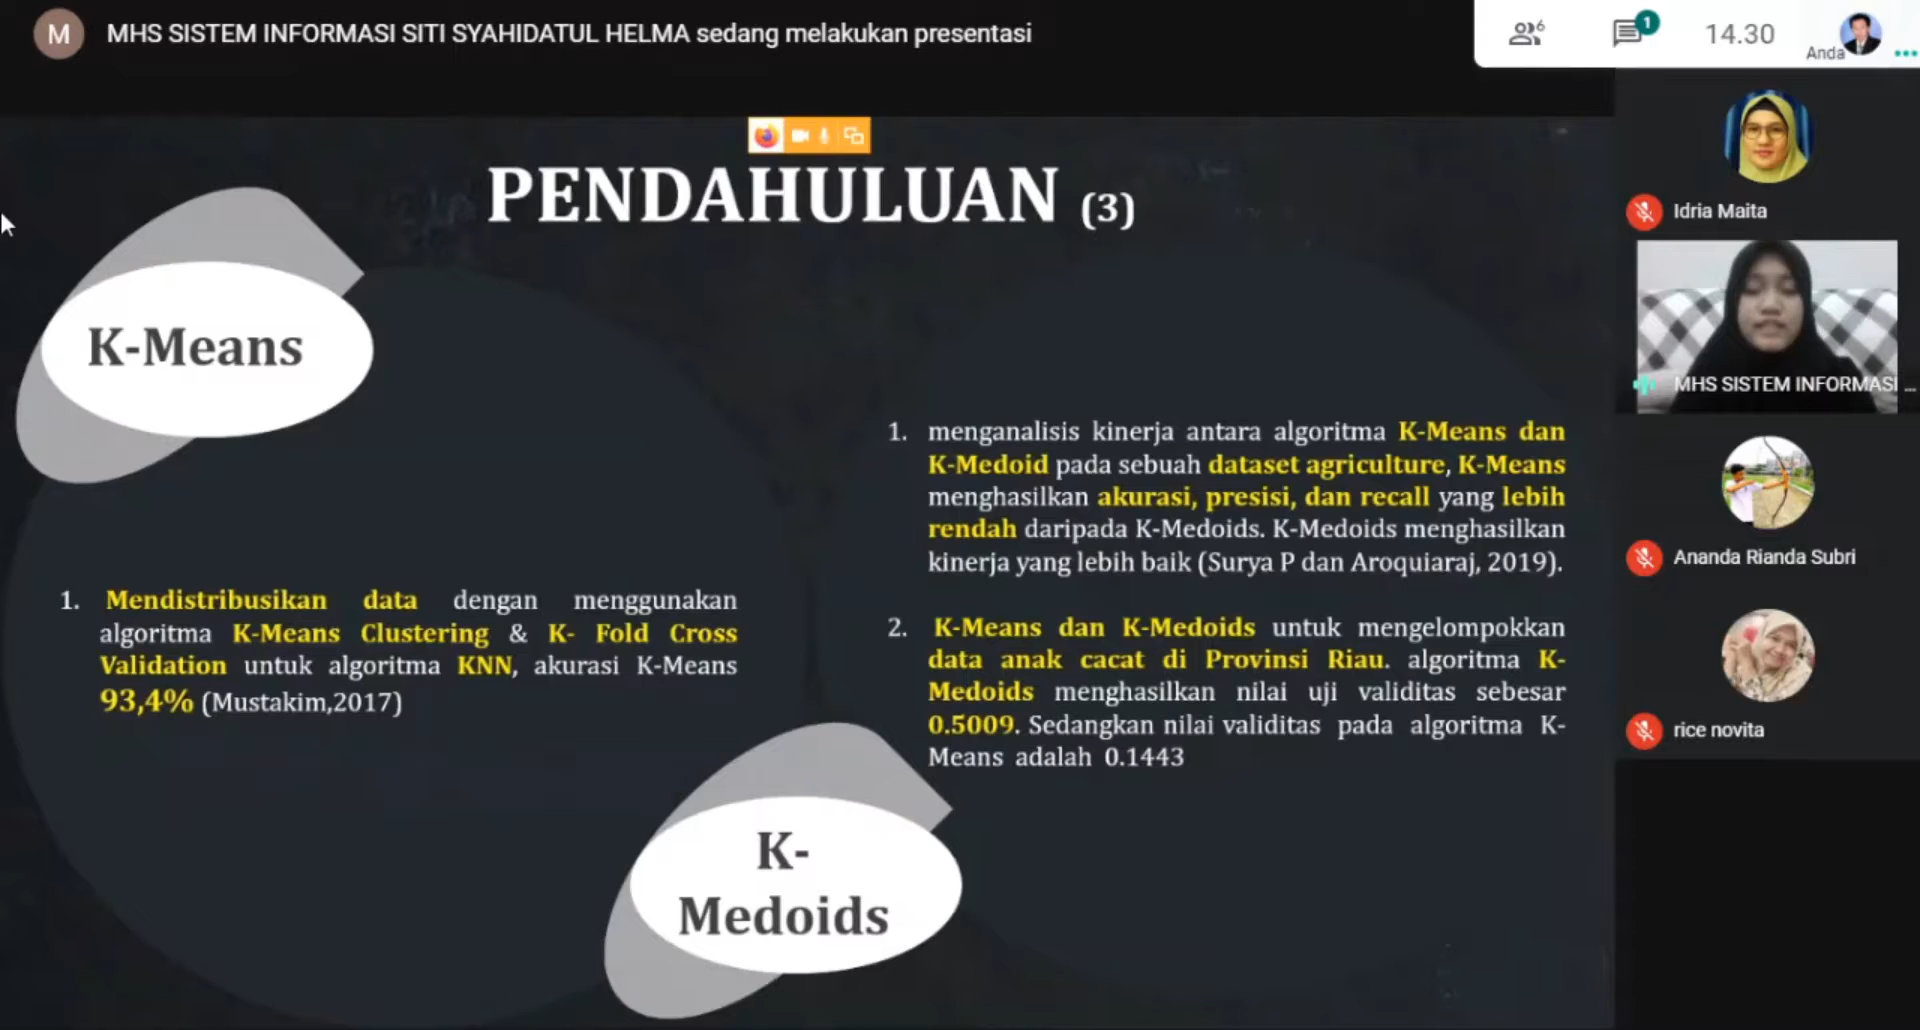 M
MHS SISTEM INFORMASI SITI SYAHIDATUL HELMA sedang melakukan presentasi
6
1
14.30
Anda
PENDAHULUAN (3)
K-Means
1. Mendistribusikan data dengan menggunakan
algoritma K-Means Clustering & K- Fold Cross
Validation untuk algoritma KNN, akurasi K-Means
93,4% (Mustakim,2017)
1. menganalisis kinerja antara algoritma K-Means dan
K-Medoid pada sebuah dataset agriculture, K-Means
menghasilkan akurasi, presisi, dan recall yang lebih
rendah daripada K-Medoids. K-Medoids menghasilkan
kinerja yang lebih baik (Surya P dan Aroquiaraj, 2019).
2. K-Means dan K-Medoids untuk mengelompokkan
data anak cacat di Provinsi Riau. algoritma K-
Medoids menghasilkan nilai uji validitas sebesar
0.5009. Sedangkan nilai validitas pada algoritma K-
Means adalah 0.1443
K-
Medoids
Idria Maita
MHS SISTEM INFORMASI ...
Ananda Rianda Subri
rice novita